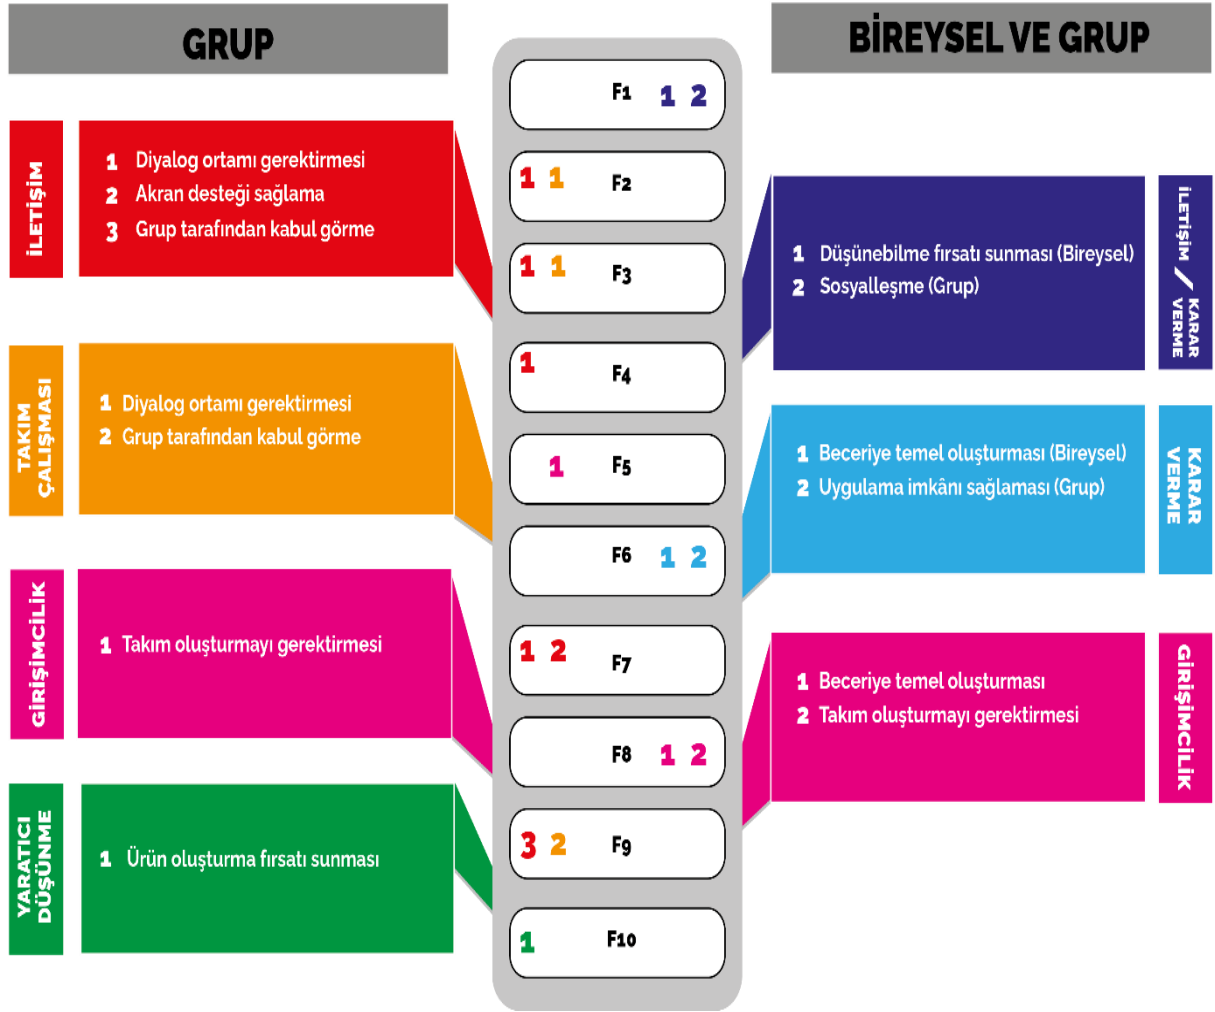 GRUP
İLETİŞİM
1 Diyalog ortamı gerektirmesi
2 Akran desteği sağlama
3 Grup tarafından kabul görme
TAKIM
ÇALIŞMASI
1 Diyalog ortamı gerektirmesi
2 Grup tarafından kabul görme
GİRİŞİMCİLİK
1 Takım oluşturmayı gerektirmesi
YARATICI
DÜŞÜNME
1 Ürün oluşturma fırsatı sunması
F1 1 2
1 1 F2
1 1 F3
1 F4
1 F5
F6 1 2
1 2 F7
F8 1 2
3 2 F9
1 F10
BİREYSEL VE GRUP
1 Düşünebilme fırsatı sunması (Bireysel)
2 Sosyalleşme (Grup)
İLETİŞİM /
KARAR
VERME
1 Beceriye temel oluşturması (Bireysel)
2 Uygulama imkânı sağlaması (Grup)
KARAR
VERME
1 Beceriye temel oluşturması
2 Takım oluşturmayı gerektirmesi
GİRİŞİMCİLİK